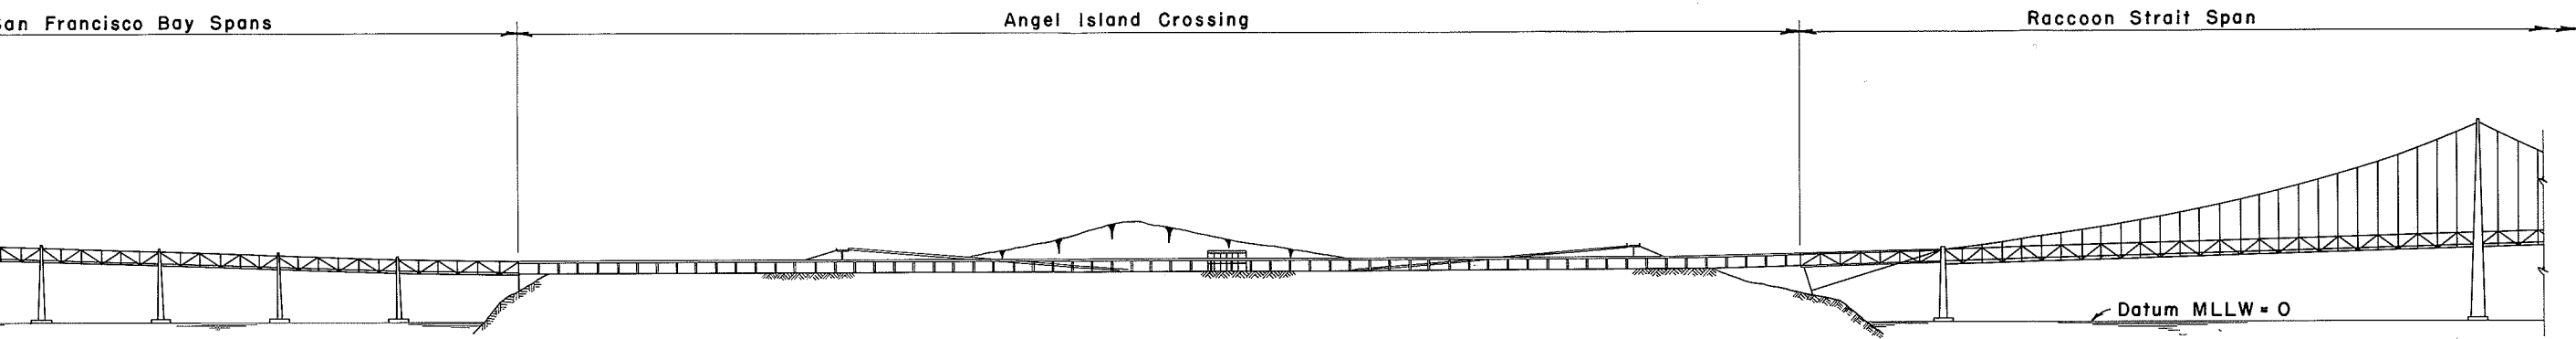 San Francisco Bay Spans
Angel Island Crossing
Raccoon Strait Span
Datum MLLW = 0